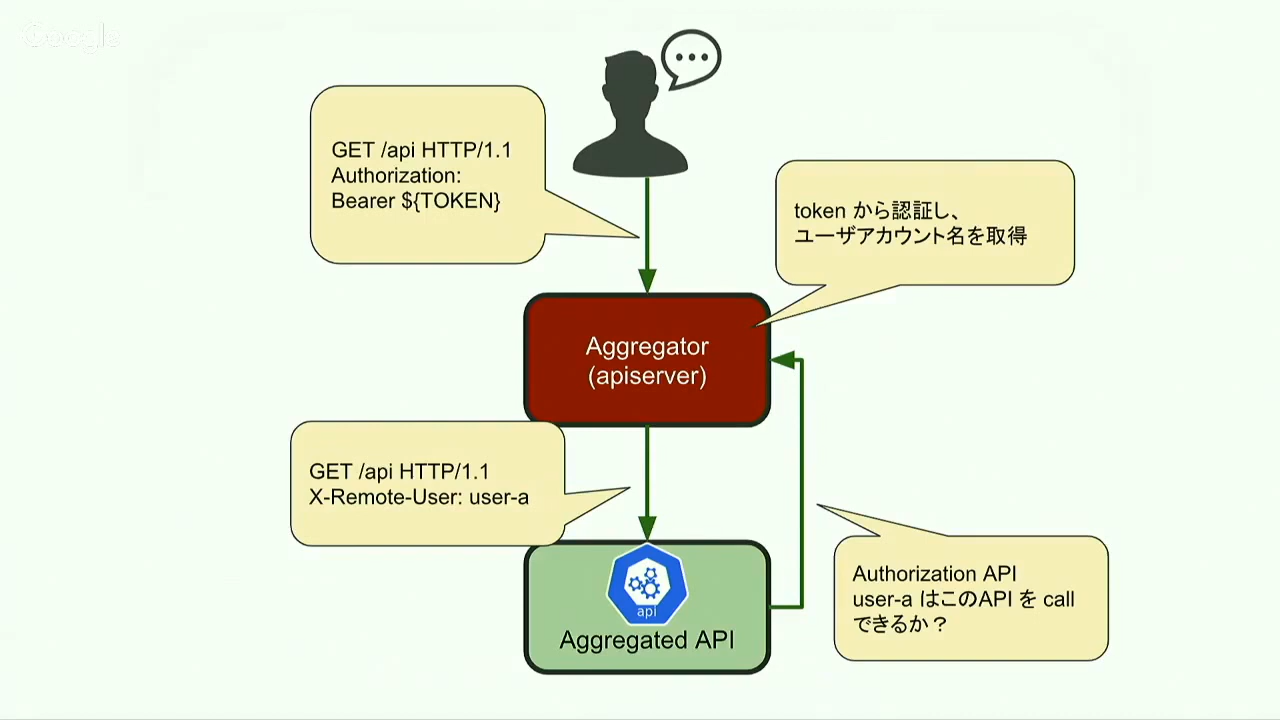 Google
GET /api HTTP/1.1
Authorization:
Bearer ${TOKEN}
token から認証し、
ユーザアカウント名を取得
Aggregator
(apiserver)
GET /api HTTP/1.1
X-Remote-User: user-a
api
Aggregated API
Authorization API
user-a はこのAPI を call
できるか？